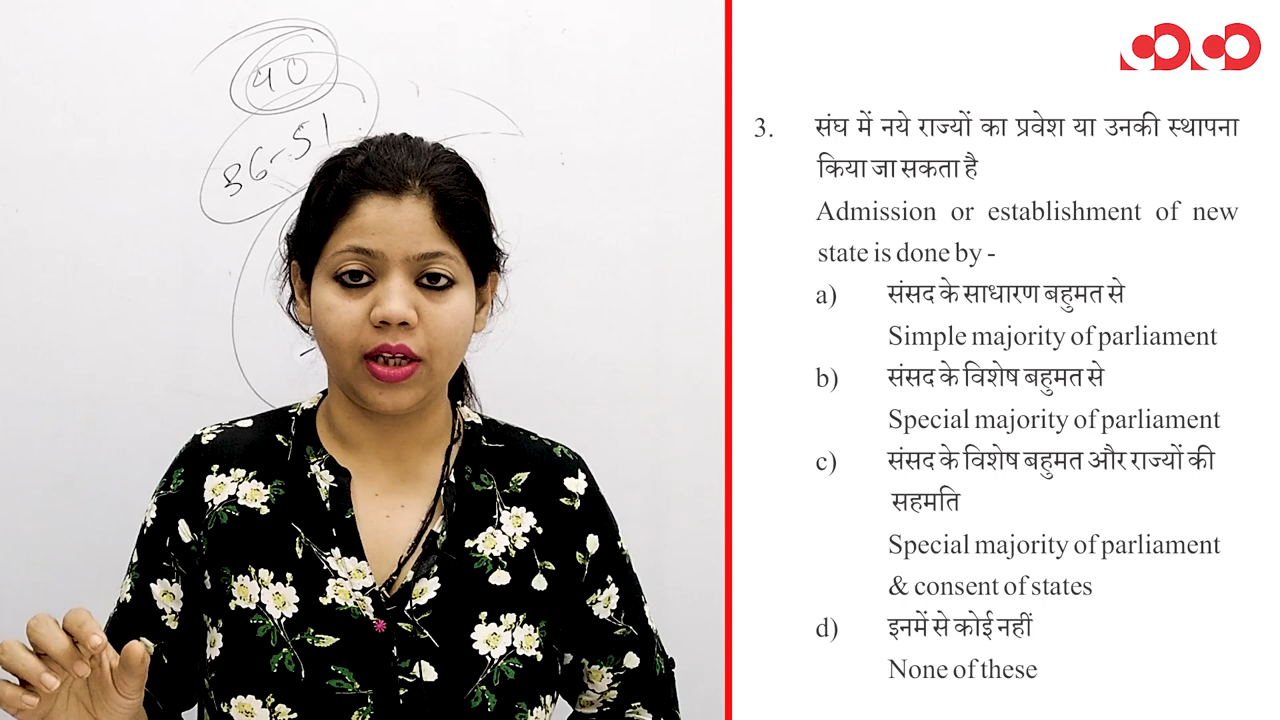 40
36-51
3. संघ में नये राज्यों का प्रवेश या उनकी स्थापना
किया जा सकता है
Admission or establishment of new
state is done by -
a) संसद के साधारण बहुमत से
Simple majority of parliament
b) संसद के विशेष बहुमत से
Special majority of parliament
c) संसद के विशेष बहुमत और राज्यों की
सहमति
Special majority of parliament
& consent of states
d) इनमें से कोई नहीं
None of these